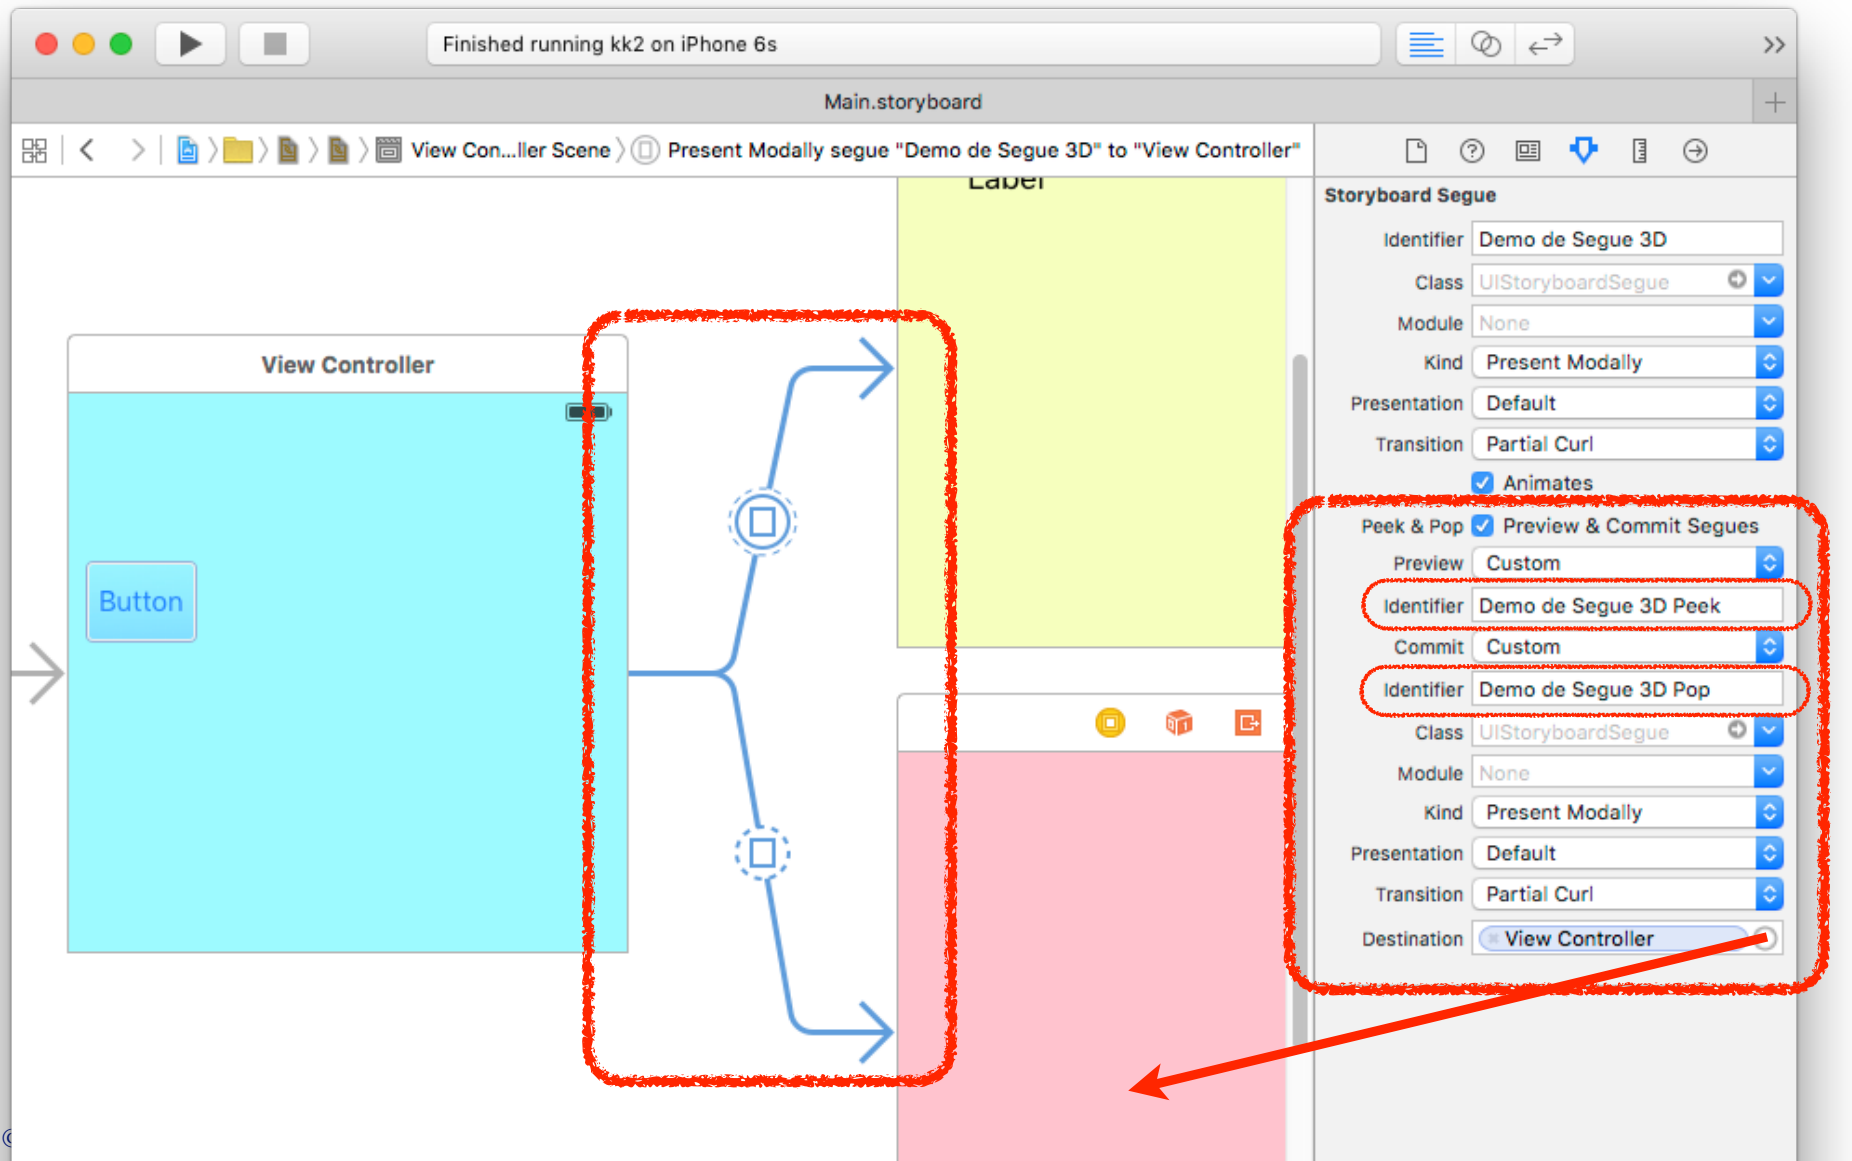 Finished running kk2 on iPhone 6s
Main.storyboard
View Con...ller Scene
Present Modally segue "Demo de Segue 3D" to "View Controller"
Label
View Controller
Button
Storyboard Segue
Identifier Demo de Segue 3D
Class UIStoryboardSegue
Module None
Kind Present Modally
Presentation Default
Transition Partial Curl
Animates
Peek & Pop Preview & Commit Segues
Preview Custom
Identifier Demo de Segue 3D Peek
Commit Custom
Identifier Demo de Segue 3D Pop
Class UIStoryboardSegue
Module None
Kind Present Modally
Presentation Default
Transition Partial Curl
Destination View Controller
©